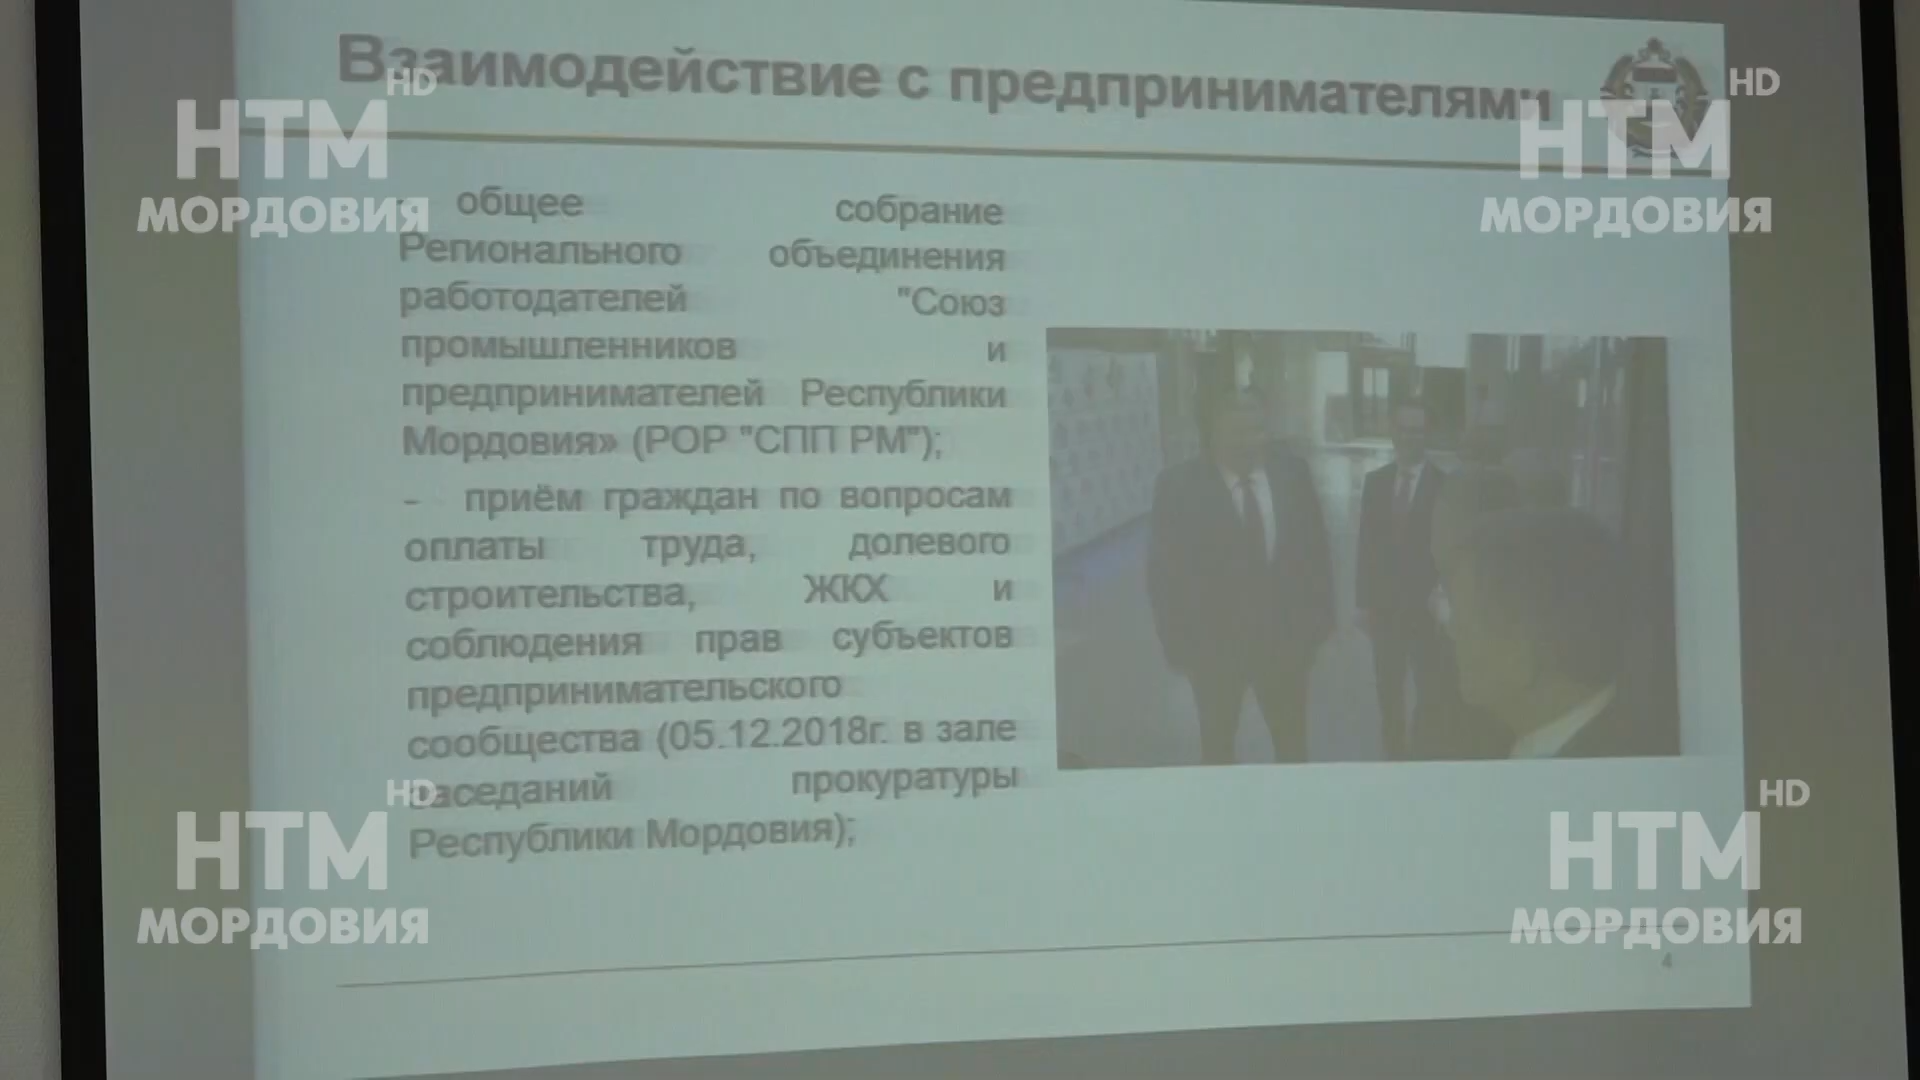 Взаимодействие с предпринимателями
- общее собрание
Регионального объединения
работодателей "Союз
промышленников и
предпринимателей Республики
Мордовия» (РОР "СПП РМ");
- приём граждан по вопросам
оплаты труда, долевого
строительства, ЖКХ и
соблюдения прав субъектов
предпринимательского
сообщества (05.12.2018г. в зале
заседаний прокуратуры
Республики Мордовия);
4
НТМ HD
МОРДОВИЯ
НТМ HD
МОРДОВИЯ
НТМ HD
МОРДОВИЯ
НТМ HD
МОРДОВИЯ